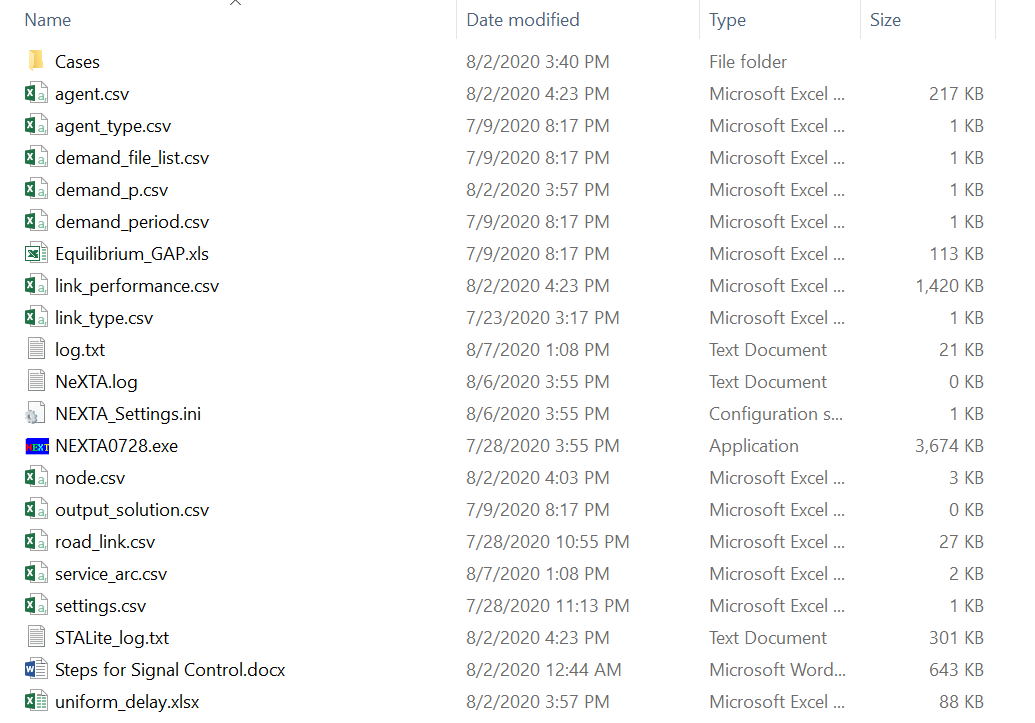 Name Date modified Type Size
Cases 8/2/2020 3:40 PM File folder
agent.csv 8/2/2020 4:23 PM Microsoft Excel ... 217 KB
agent_type.csv 7/9/2020 8:17 PM Microsoft Excel ... 1 KB
demand_file_list.csv 7/9/2020 8:17 PM Microsoft Excel ... 1 KB
demand_p.csv 8/2/2020 3:57 PM Microsoft Excel ... 1 KB
demand_period.csv 7/9/2020 8:17 PM Microsoft Excel ... 1 KB
Equilibrium_GAP.xls 7/9/2020 8:17 PM Microsoft Excel ... 113 KB
link_performance.csv 8/2/2020 4:23 PM Microsoft Excel ... 1,420 KB
link_type.csv 7/23/2020 3:17 PM Microsoft Excel ... 1 KB
log.txt 8/7/2020 1:08 PM Text Document 21 KB
NeXTA.log 8/6/2020 3:55 PM Text Document 0 KB
NEXTA_Settings.ini 8/6/2020 3:55 PM Configuration s... 1 KB
NEXTA0728.exe 7/28/2020 3:55 PM Application 3,674 KB
node.csv 8/2/2020 4:03 PM Microsoft Excel ... 3 KB
output_solution.csv 7/9/2020 8:17 PM Microsoft Excel ... 0 KB
road_link.csv 7/28/2020 10:55 PM Microsoft Excel ... 27 KB
service_arc.csv 8/7/2020 1:08 PM Microsoft Excel ... 2 KB
settings.csv 7/28/2020 11:13 PM Microsoft Excel ... 1 KB
STALite_log.txt 8/2/2020 4:23 PM Text Document 301 KB
Steps for Signal Control.docx 8/2/2020 12:44 AM Microsoft Word... 643 KB
uniform_delay.xlsx 8/2/2020 3:57 PM Microsoft Excel ... 88 KB